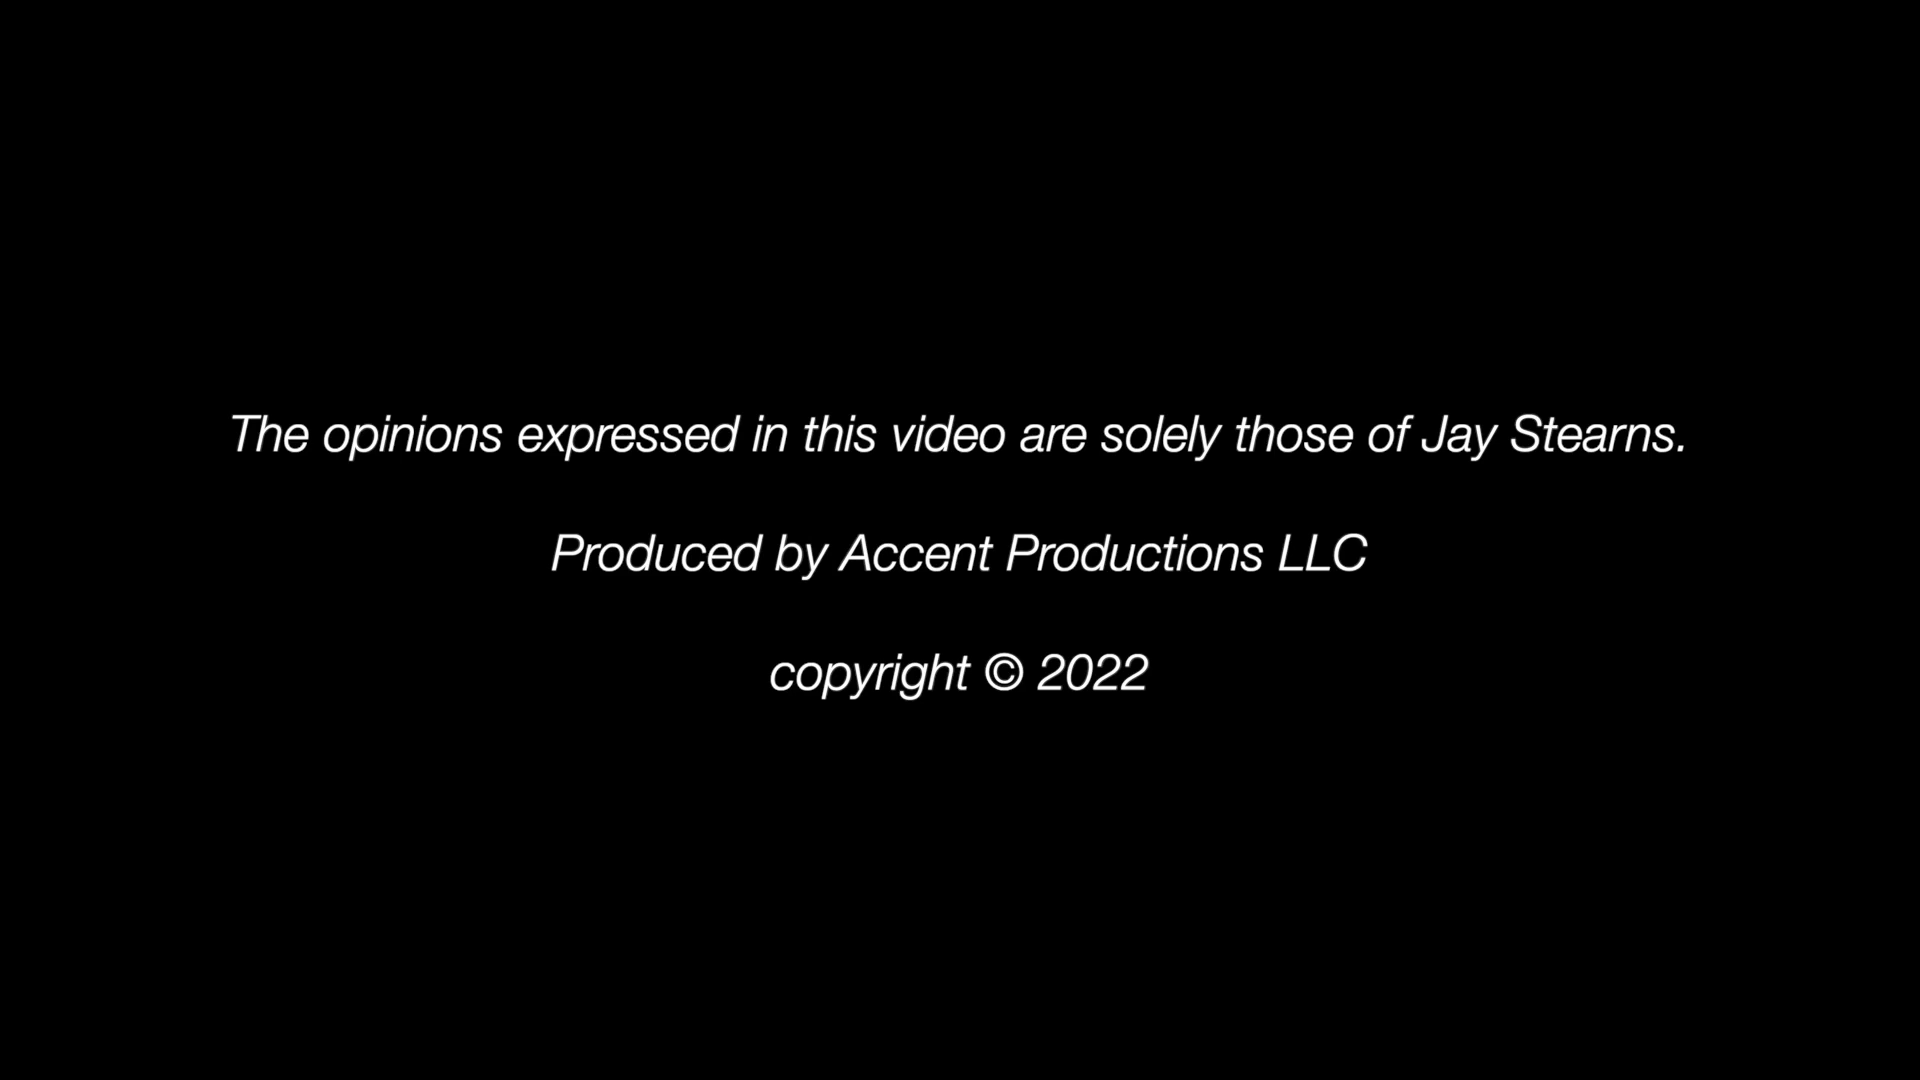 The opinions expressed in this video are solely those of Jay Stearns.
Produced by Accent Productions LLC
copyright © 2022